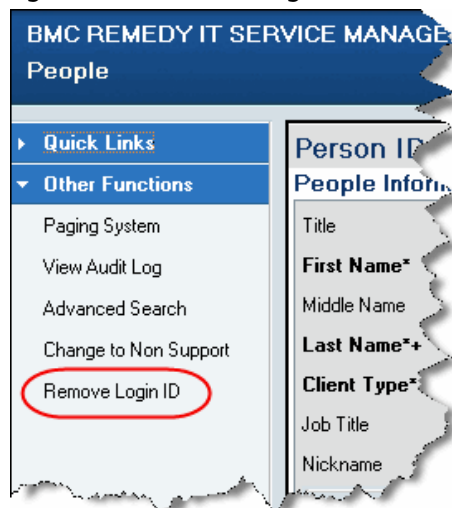 BMC REMEDY IT SERVICE
People
Quick Links
Other Functions
Paging System
View Audit Log
Advanced Search
Change to Non Support
Remove Login ID
Person ID
People
Title
First Name*
Middle Name
Last Name*+
Client Type*
Job Title
Nickname